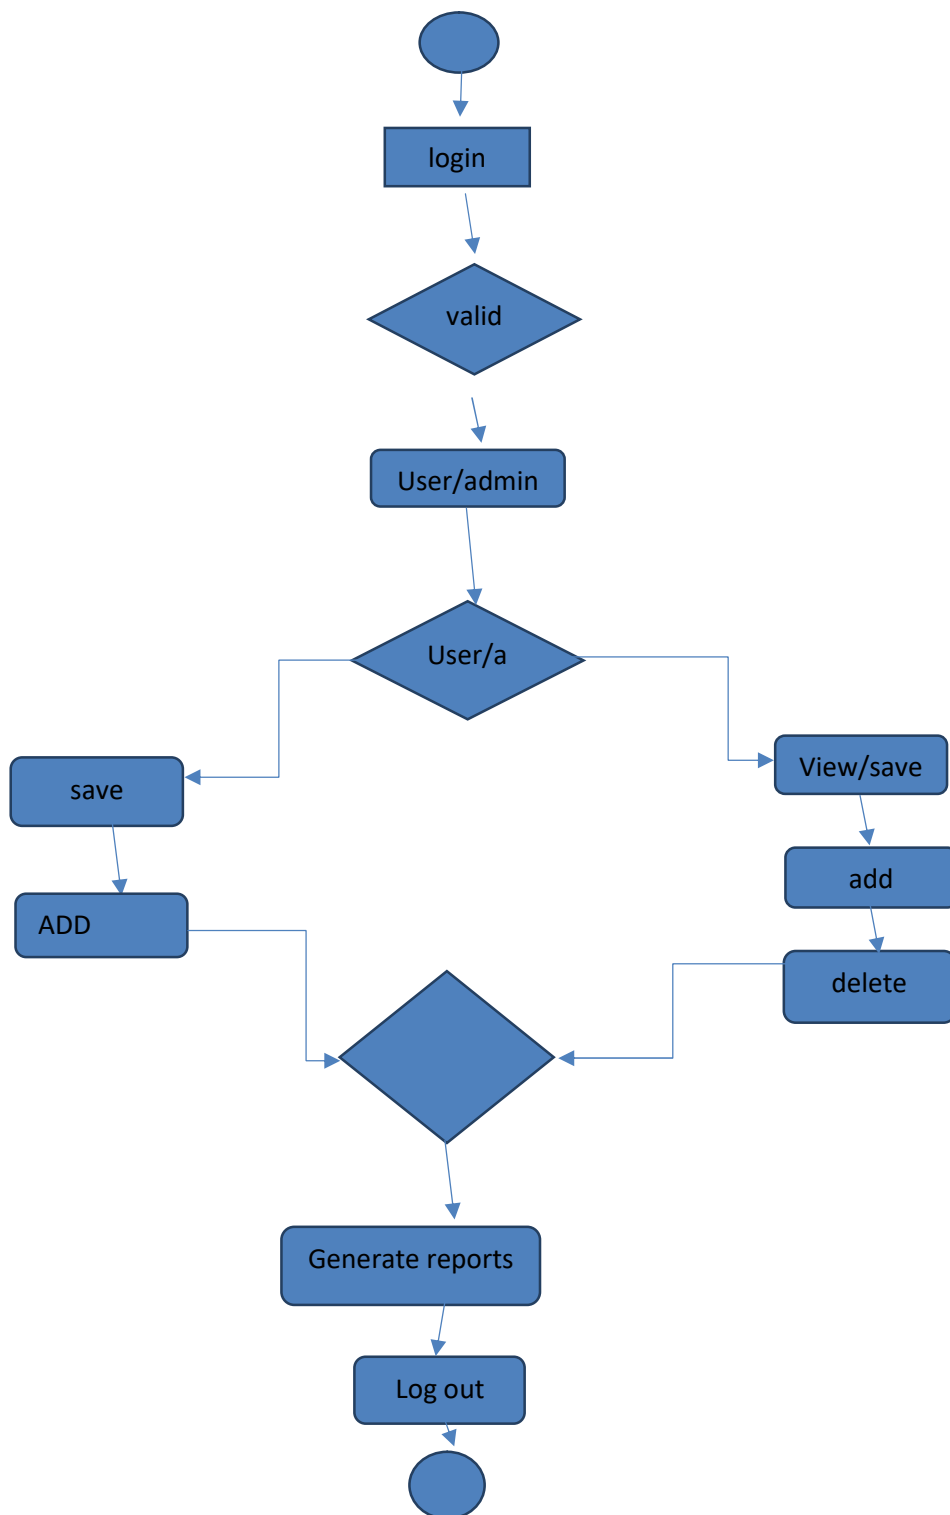 login
valid
User/admin
User/a
save
View/save
add
ADD
delete
Generate reports
Log out